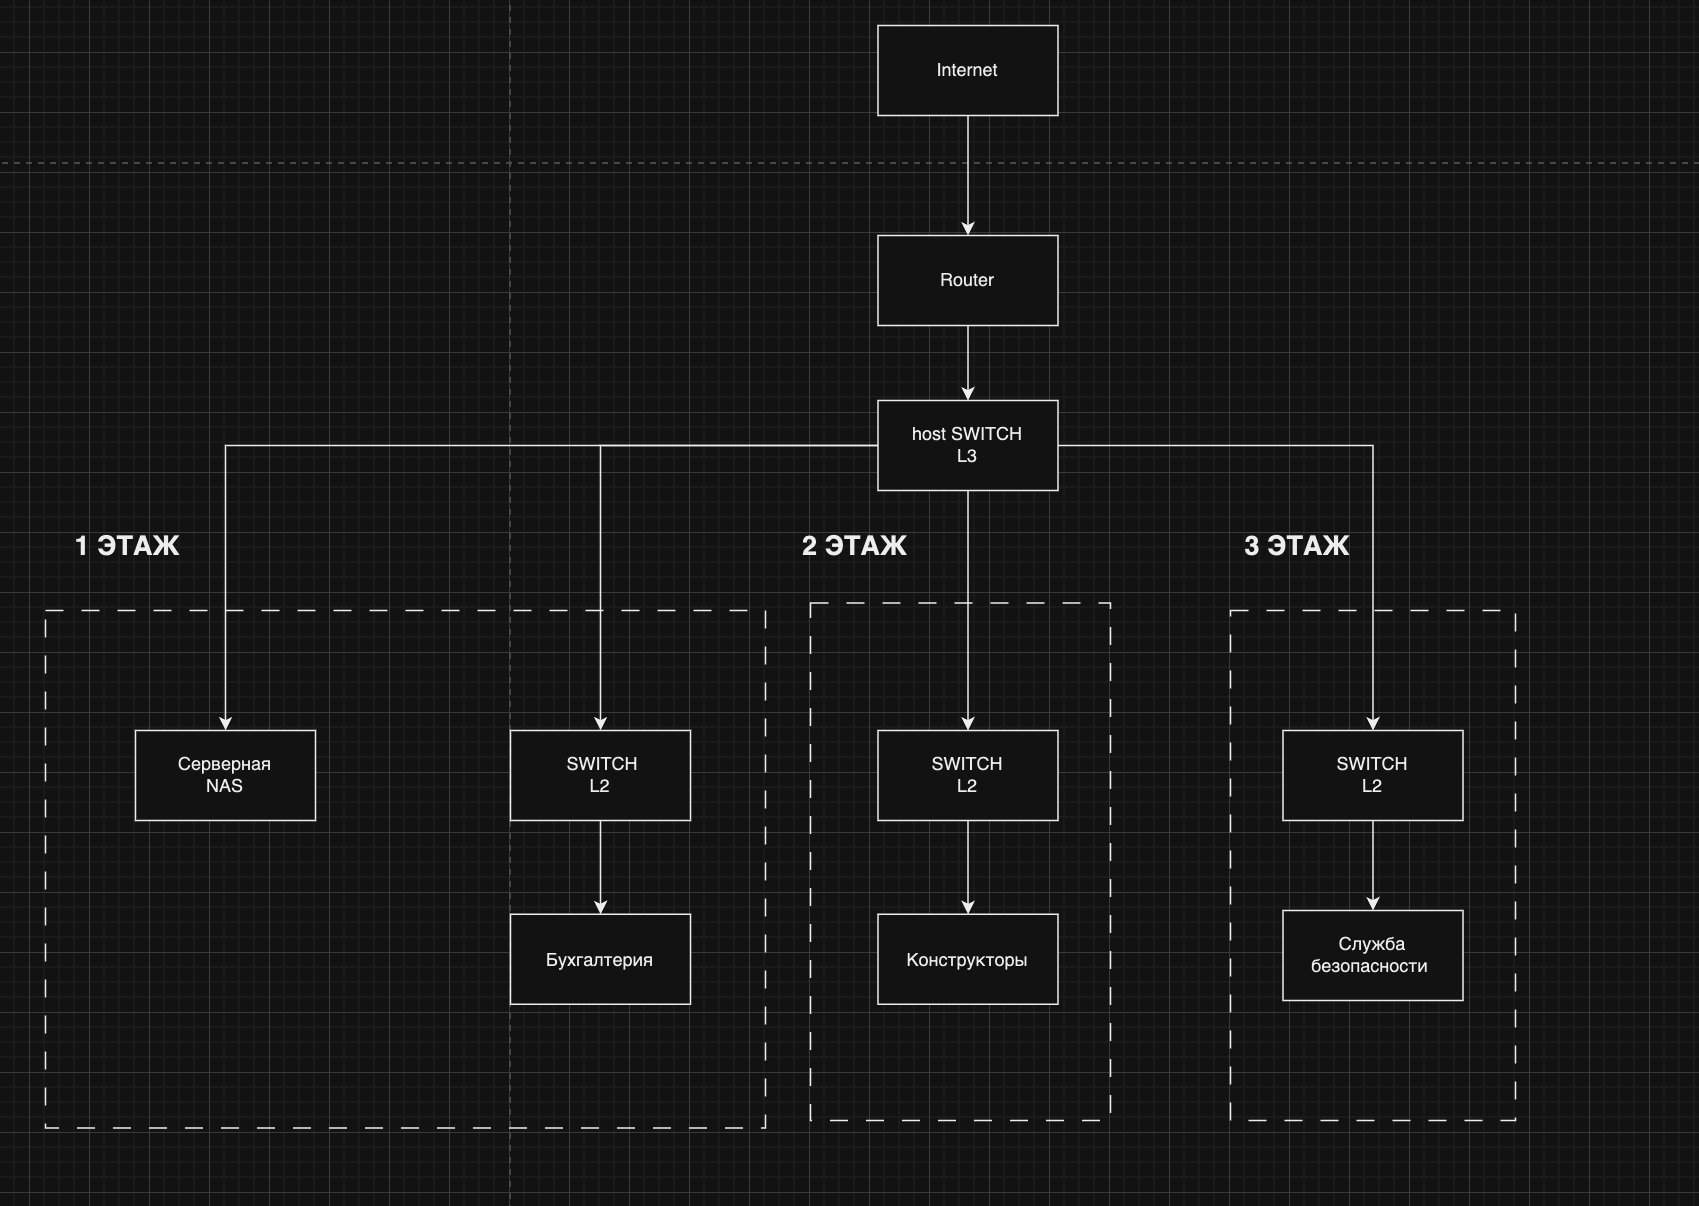 Internet
Router
host SWITCH
L3
1 ЭТАЖ
2 ЭТАЖ
3 ЭТАЖ
Серверная
NAS
SWITCH
L2
SWITCH
L2
SWITCH
L2
Бухгалтерия
Конструкторы
Служба
безопасности